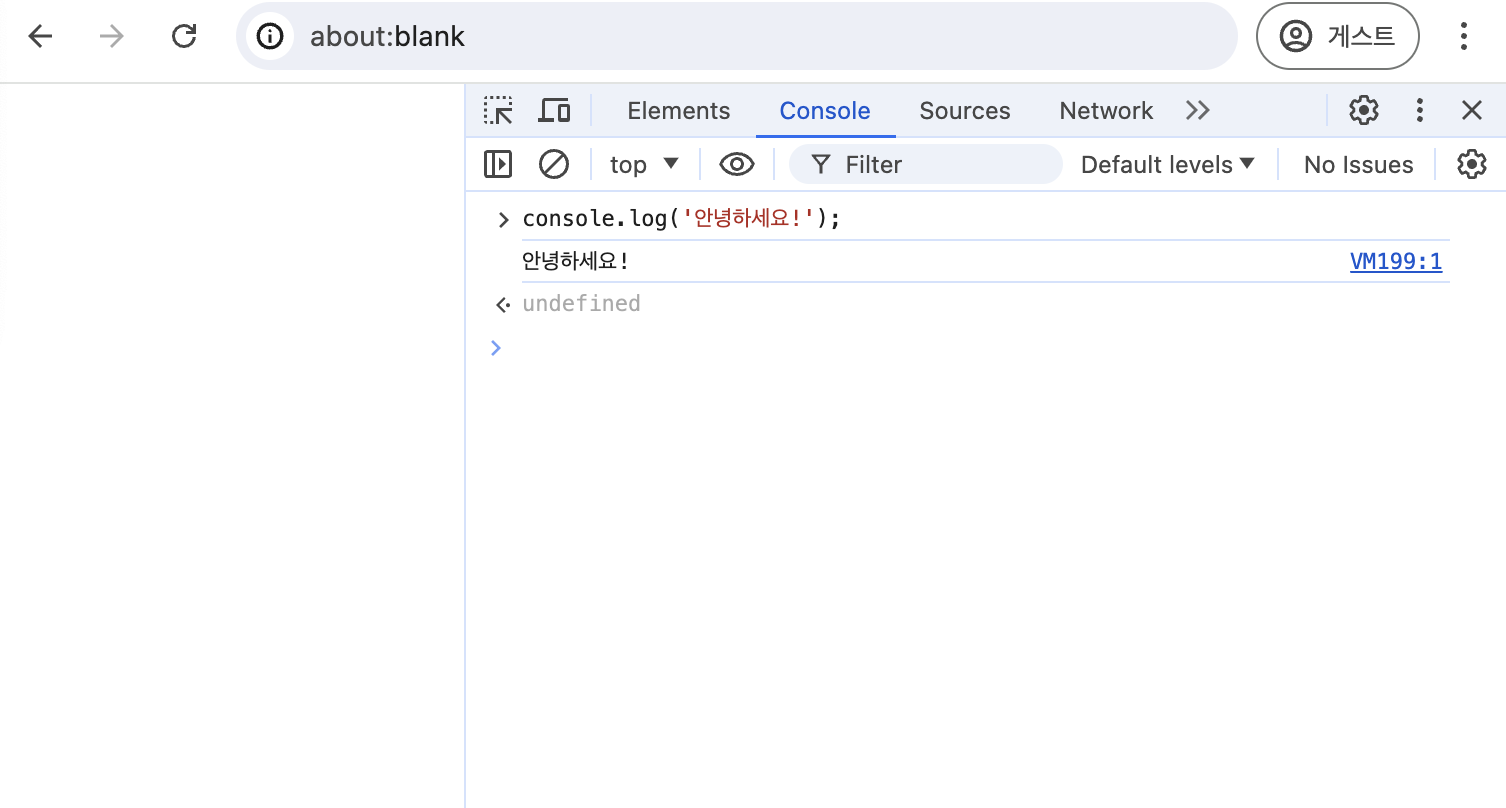 about:blank 게스트
Elements Console Sources Network
top Filter Default levels No Issues
console.log('안녕하세요!');
안녕하세요! VM199:1
undefined